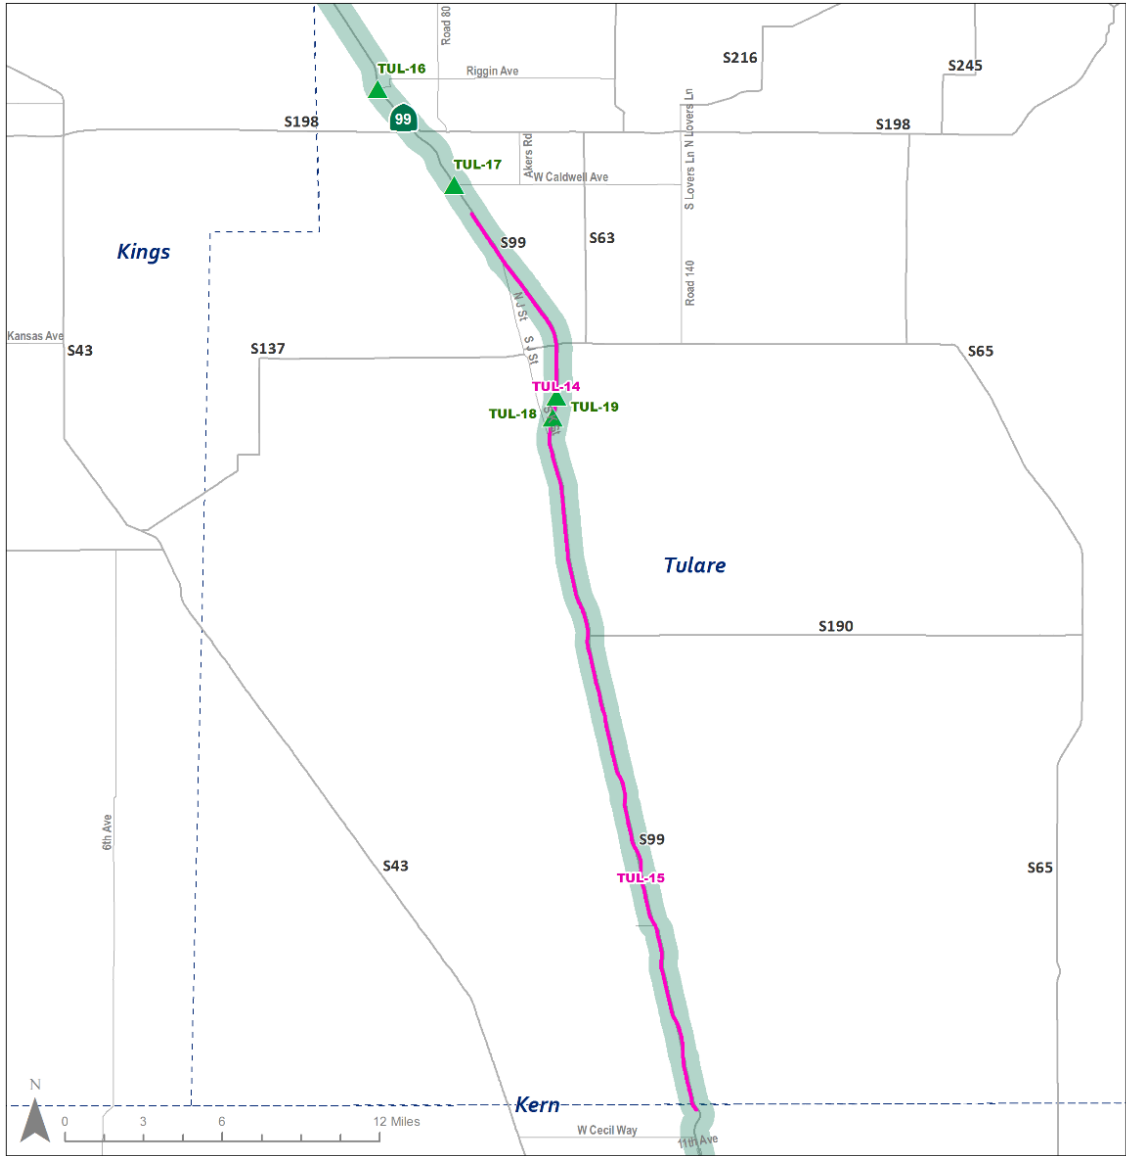 Road 80
S216
S245
TUL-16
Riggin Ave
99
S198
S198
Akers Rd
S Lovers Ln N Lovers Ln
TUL-17
W Caldwell Ave
S99
S63
Kings
Road 140
N J St
Kansas Ave
S43
S137
S J St
S65
TUL-14
TUL-18
TUL-19
Tulare
S190
6th Ave
S99
S43
TUL-15
S65
N
Kern
0 3 6 12 Miles
W Cecil Way
11th Ave